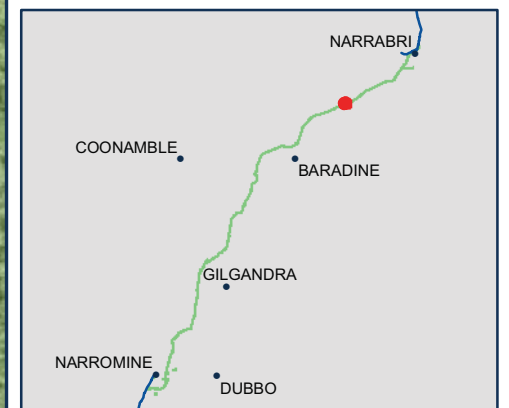 NARRABRI
COONAMBLE
BARADINE
GILGANDRA
NARROMINE
DUBBO